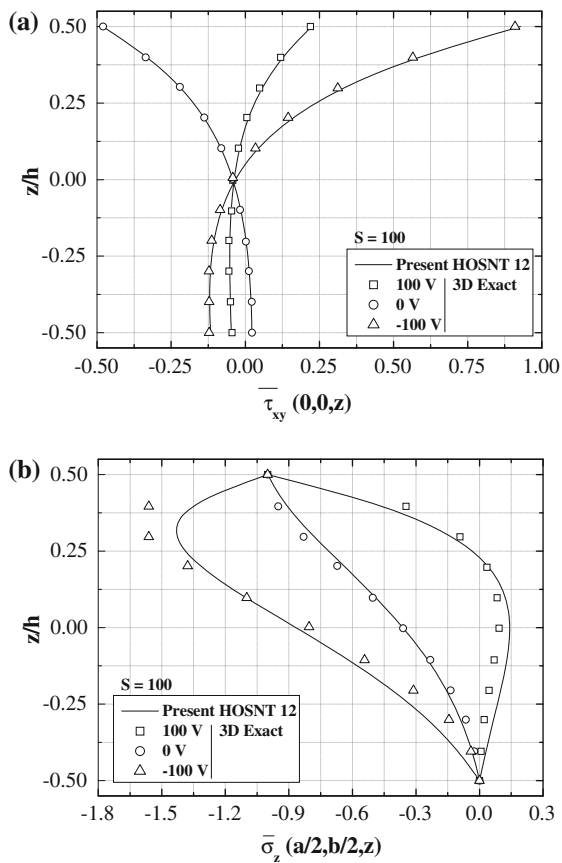 (a)
0.50
0.25
0.00
-0.25
-0.50
z/h
S = 100
Present HOSNT 12
100 V 3D Exact
0 V
-100 V
-0.50 -0.25 0.00 0.25 0.50 0.75 1.00
τxy (0,0,z)
(b)
0.50
0.25
0.00
-0.25
-0.50
z/h
S = 100
Present HOSNT 12
100 V 3D Exact
0 V
-100 V
-1.8 -1.5 -1.2 -0.9 -0.6 -0.3 0.0 0.3
σz (a/2,b/2,z)